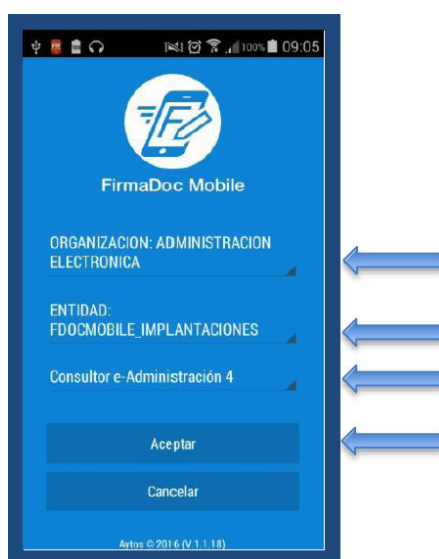 100% 09:05
FirmaDoc Mobile
ORGANIZACION: ADMINISTRACION
ELECTRONICA
ENTIDAD:
FDOCMOBILE_IMPLANTACIONES
Consultor e-Administración 4
Aceptar
Cancelar
Aytos © 2016 (V.1.1.18)